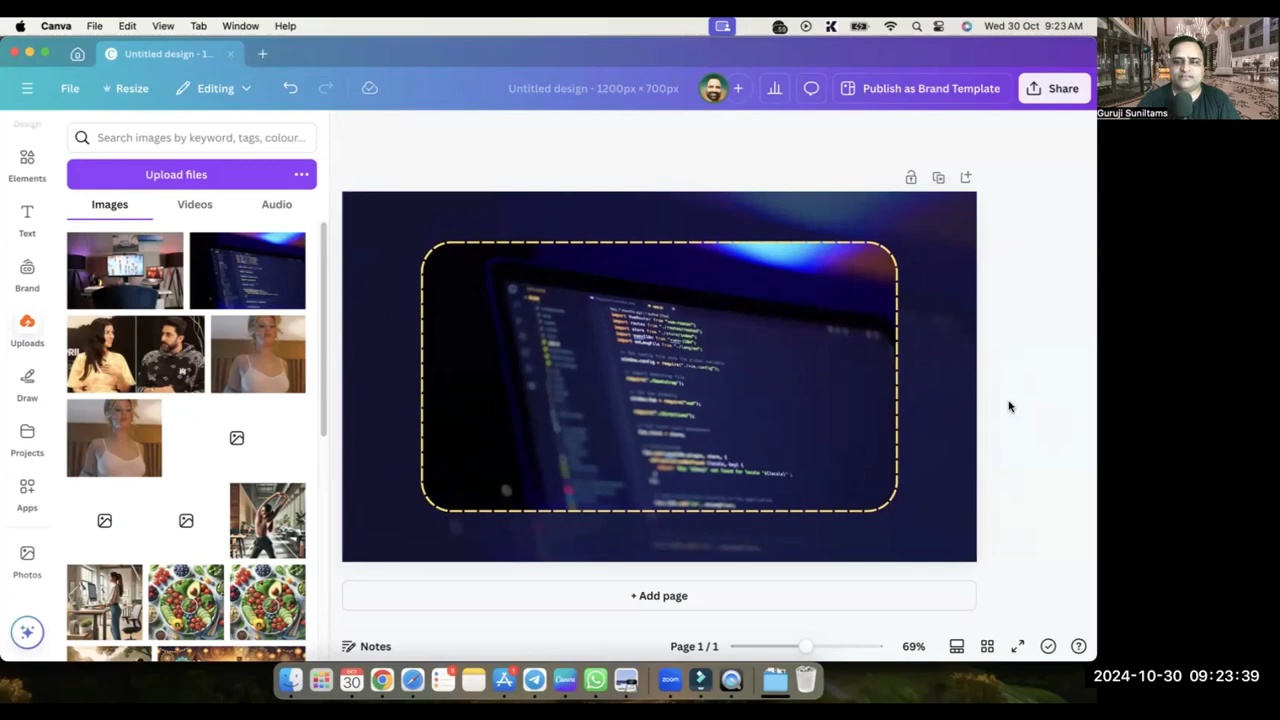 Canva File Edit View Tab Window Help Wed 30 Oct 9:23 AM
Untitled design - 1...
File Resize Editing Untitled design - 1200px × 700px Publish as Brand Template Share
Design
Search images by keyword, tags, colour...
Elements
Upload files
Images Videos Audio
Text
Brand
Uploads
Draw
Projects
Apps
Photos
+ Add page
Notes Page 1 / 1 69%
Guruji Suniltams
2024-10-30 09:23:39